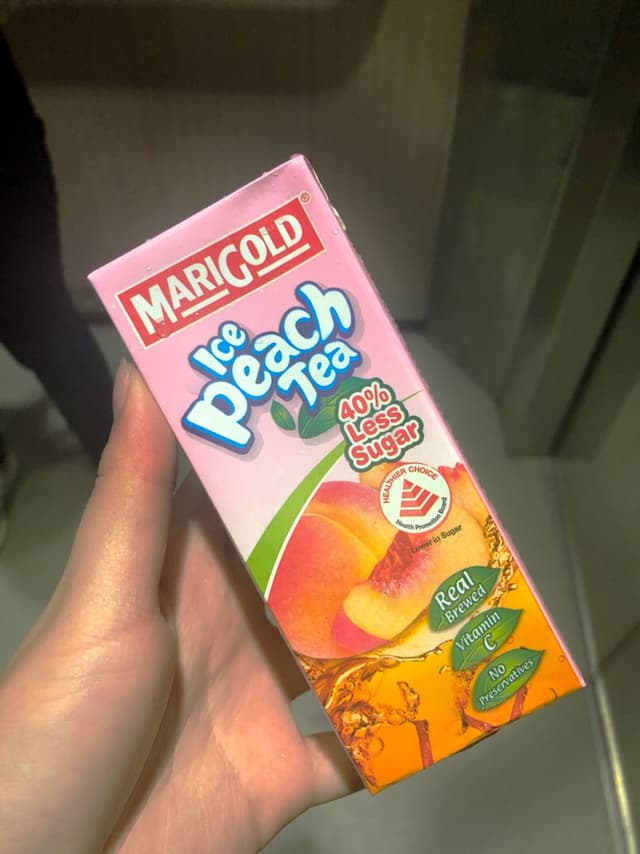 MARIGOLD®
Ice
Peach
Tea
40%
Less
Sugar
HEALTHIER CHOICE
Health Promotion Board
Lower in Sugar
Real
Brewed
Vitamin
C
No
Preservatives